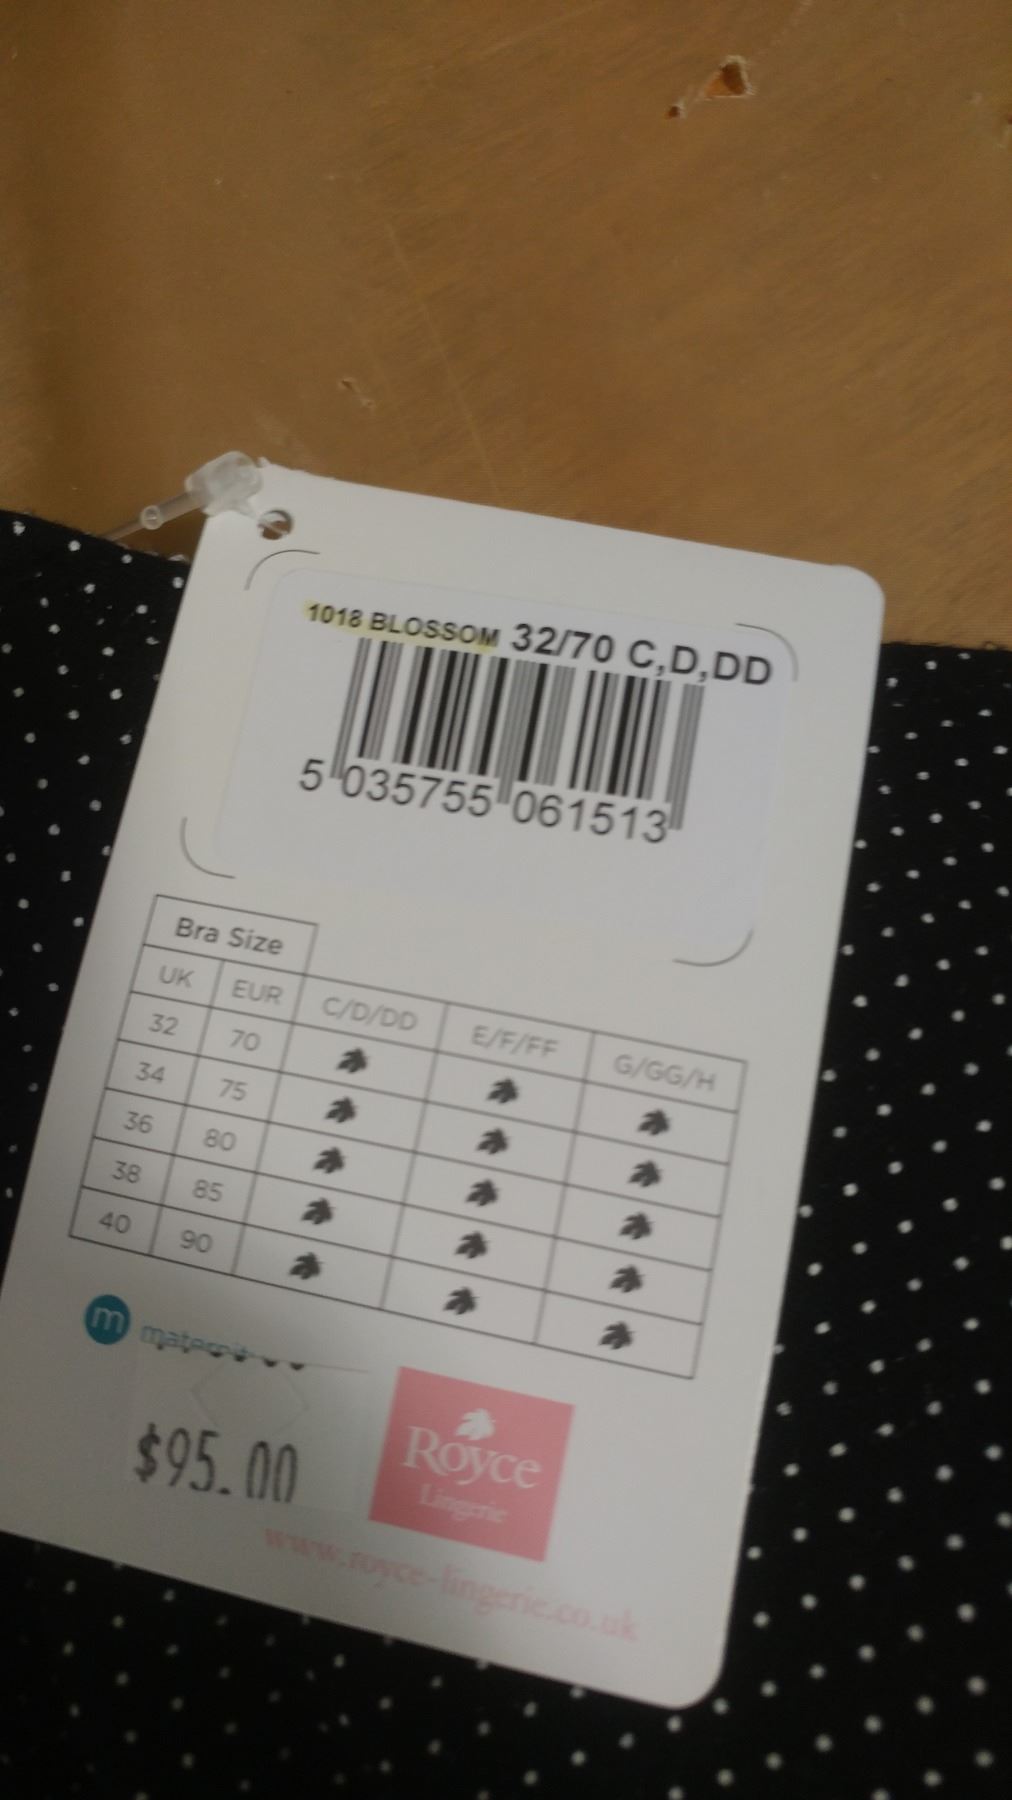 1018 BLOSSOM 32/70 C,D,DD
5 035755 061513
Bra Size
UK EUR C/D/DD E/F/FF G/GG/H
32 70
34 75
36 80
38 85
40 90
m
$95.00
Royce
Lingerie
www.royce-lingerie.co.uk